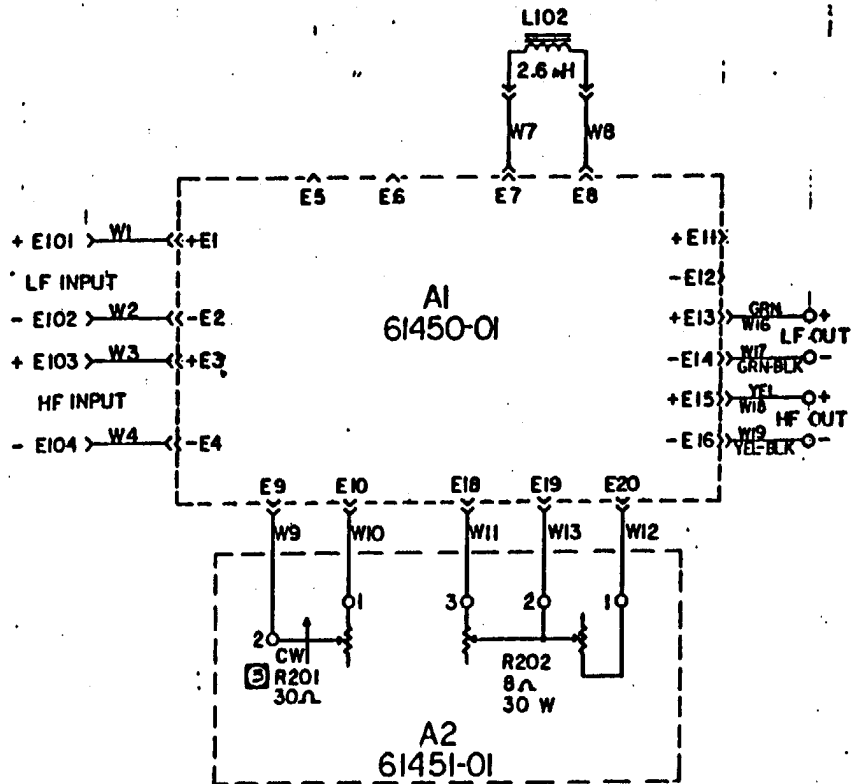 L102
2.6 mH
W7 W8
E5 E6 E7 E8
+ E101 W1 +E1
LF INPUT
- E102 W2 -E2
+ E103 W3 +E3
HF INPUT
- E104 W4 -E4
A1
61450-01
+E11
-E12
+E13 GRN W16 +
LF OUT
-E14 W17 GRN-BLK -
+E15 YEL W18 +
HF OUT
-E16 W19 YEL-BLK -
E9 E10 E18 E19 E20
W9 W10 W11 W13 W12
1 3 2 1
2
CW
3 R201
30Ω
R202
8Ω
30 W
A2
61451-01